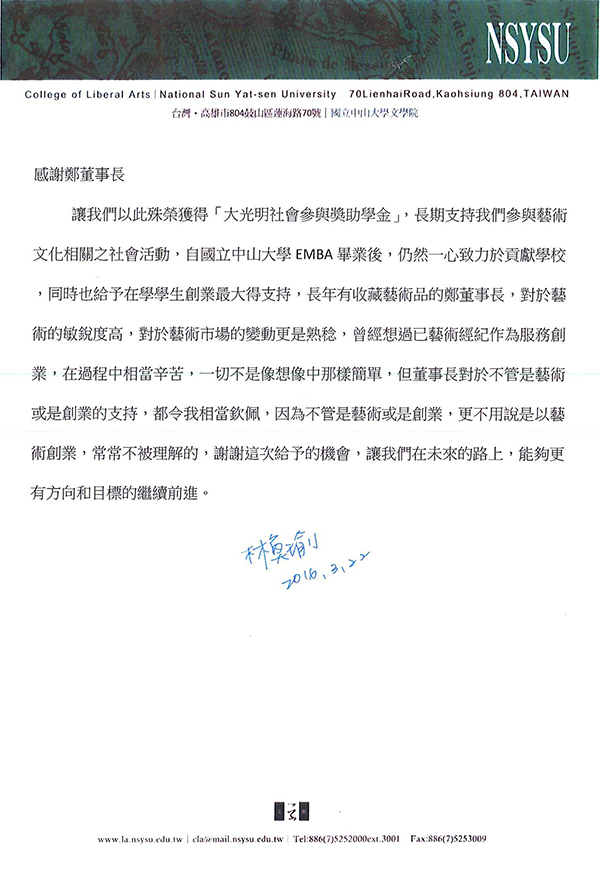 NSYSU
College of Liberal Arts | National Sun Yat-sen University | 70LienhaiRoad,Kaohsiung 804,TAIWAN
台灣・高雄市804鼓山區蓮海路70號 | 國立中山大學文學院
感謝鄭董事長
讓我們以此殊榮獲得「大光明社會參與獎助學金」，長期支持我們參與藝術
文化相關之社會活動，自國立中山大學 EMBA 畢業後，仍然一心致力於貢獻學校
，同時也給予在學學生創業最大得支持，長年有收藏藝術品的鄭董事長，對於藝
術的敏銳度高，對於藝術市場的變動更是熟稔，曾經想過已藝術經紀作為服務創
業，在過程中相當辛苦，一切不是像想像中那樣簡單，但董事長對於不管是藝術
或是創業的支持，都令我相當欽佩，因為不管是藝術或是創業，更不用說是以藝
術創業，常常不被理解的，謝謝這次給予的機會，讓我們在未來的路上，能夠更
有方向和目標的繼續前進。
林 瑜
2016.3.22
www.la.nsysu.edu.tw | cla@mail.nsysu.edu.tw | Tel:886(7)5252000ext.3001 Fax:886(7)5253009